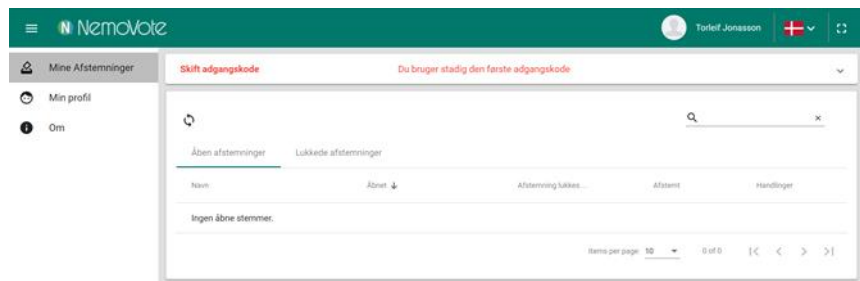 NemoVote
Torleif Jonasson
Mine Afstemninger
Min profil
Om
Skift adgangskode
Du bruger stadig den første adgangskode
Åben afstemninger
Lukkede afstemninger
Navn
Åbnet
Afstemning lukkes...
Afstemt
Handlinger
Ingen åbne stemmer.
Items per page 10
0 of 0